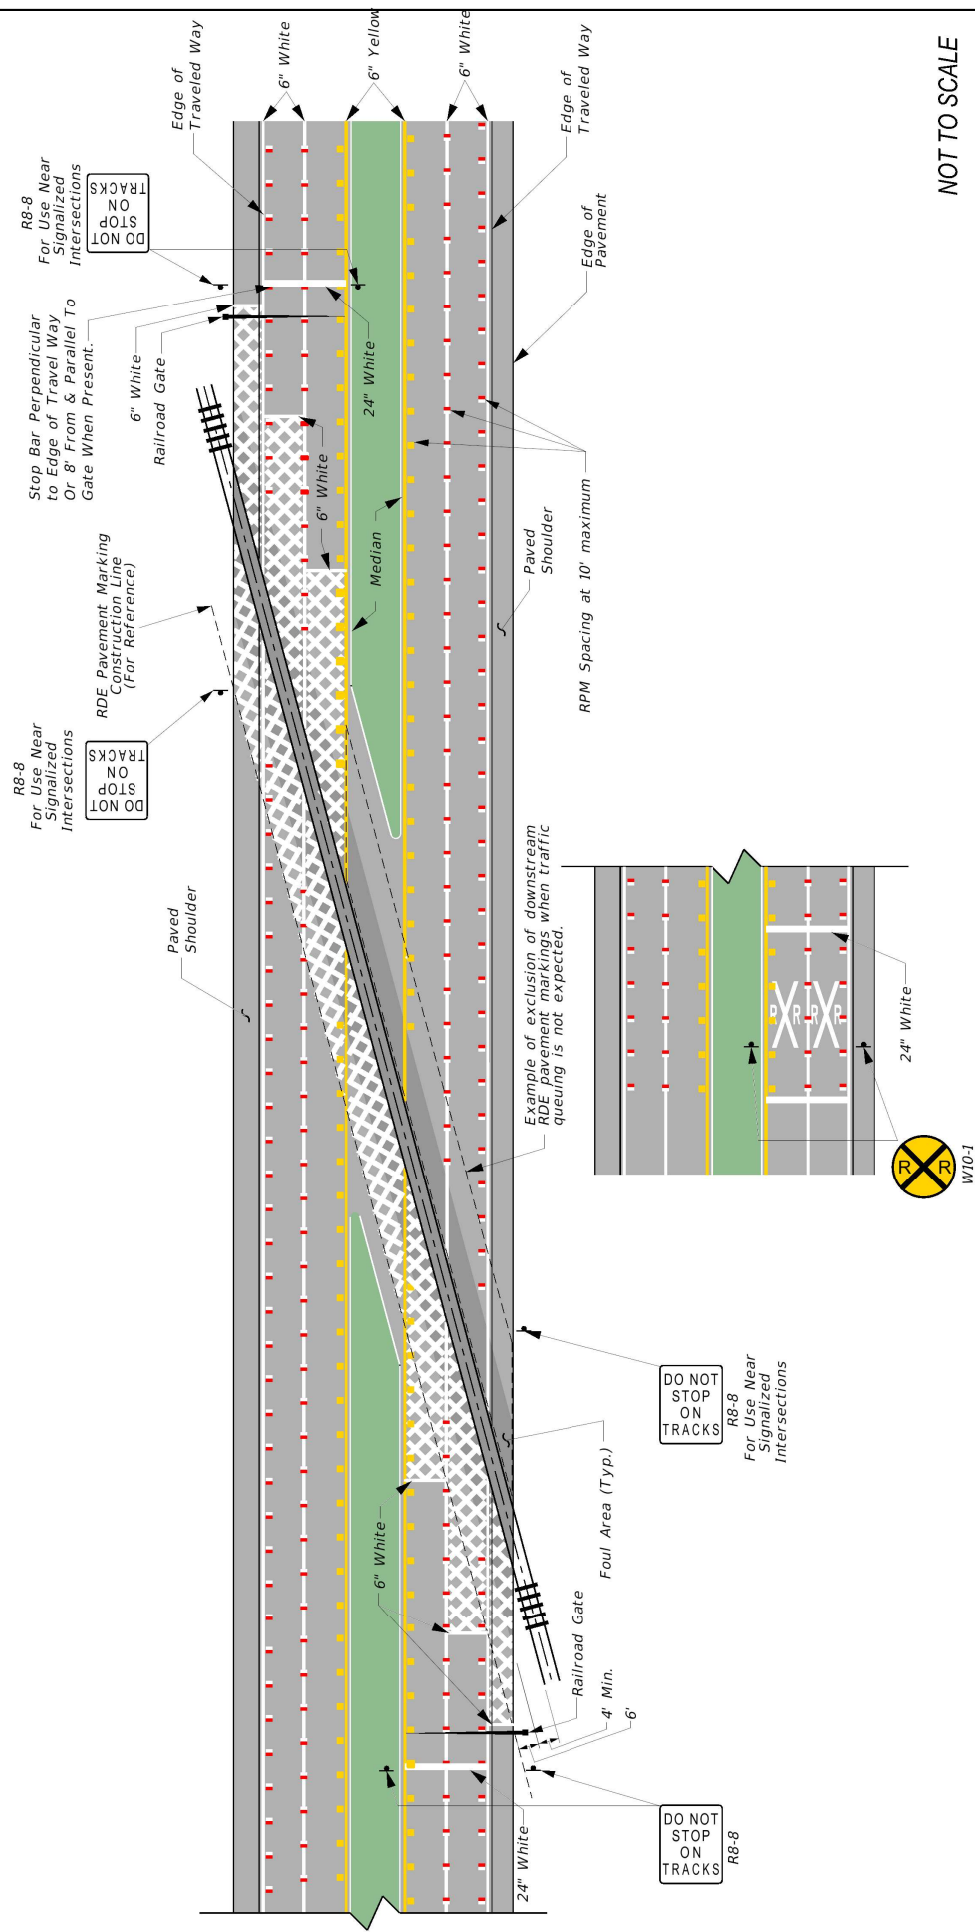 Edge of
Traveled Way
6" White
6" Yellow
6" White
Edge of
Traveled Way
R8-8
For Use Near
Signalized
Intersections
DO NOT
STOP
ON
TRACKS
Stop Bar Perpendicular
to Edge of Travel Way
Or 8' From & Parallel To
Gate When Present.
6" White
Railroad Gate
24" White
6" White
Median
Edge of
Pavement
Paved
Shoulder
RPM Spacing at 10' maximum
RDE Pavement Marking
Construction Line
(For Reference)
R8-8
For Use Near
Signalized
Intersections
DO NOT
STOP
ON
TRACKS
Paved
Shoulder
Example of exclusion of downstream
RDE pavement markings when traffic
queuing is not expected.
24" White
R R
R R
R R
W10-1
DO NOT
STOP
ON
TRACKS
R8-8
For Use Near
Signalized
Intersections
Foul Area (Typ.)
6" White
Railroad Gate
4' Min.
6'
24" White
DO NOT
STOP
ON
TRACKS
R8-8
NOT TO SCALE